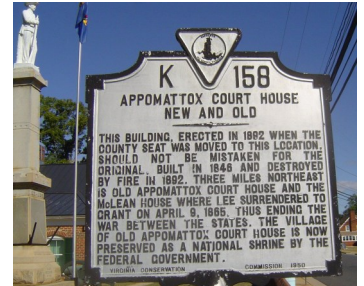 K 158
APPOMATTOX COURT HOUSE
NEW AND OLD
THIS BUILDING, ERECTED IN 1892 WHEN THE
COUNTY SEAT WAS MOVED TO THIS LOCATION,
SHOULD NOT BE MISTAKEN FOR THE
ORIGINAL, BUILT IN 1846 AND DESTROYED
BY FIRE IN 1892. THREE MILES NORTHEAST
IS OLD APPOMATTOX COURT HOUSE AND THE
McLEAN HOUSE WHERE LEE SURRENDERED TO
GRANT ON APRIL 9, 1865, THUS ENDING THE
WAR BETWEEN THE STATES. THE VILLAGE
OF OLD APPOMATTOX COURT HOUSE IS NOW
PRESERVED AS A NATIONAL SHRINE BY THE
FEDERAL GOVERNMENT.
VIRGINIA CONSERVATION COMMISSION 1950